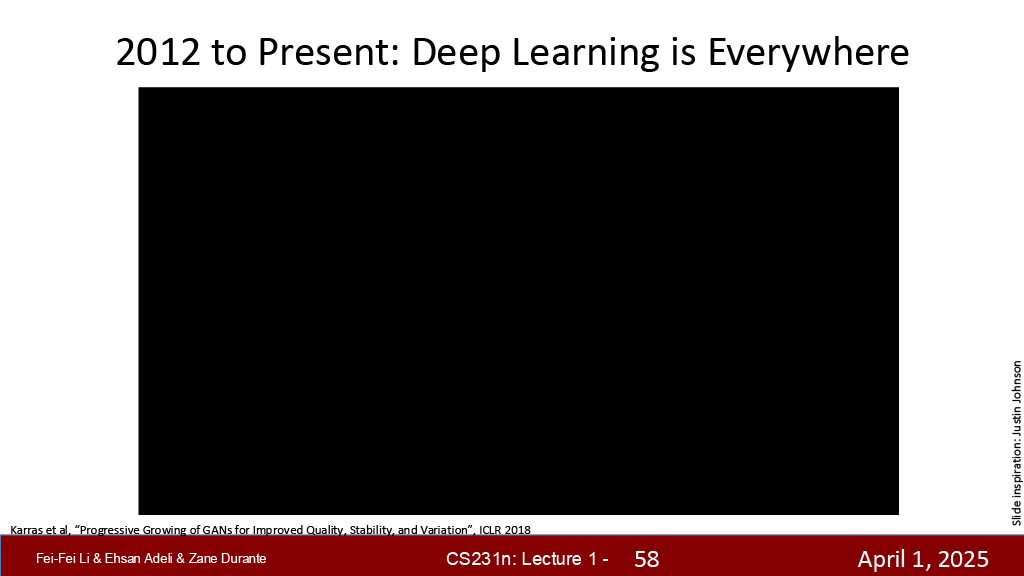 2012 to Present: Deep Learning is Everywhere
Slide inspiration: Justin Johnson
Karras et al, “Progressive Growing of GANs for Improved Quality, Stability, and Variation”, ICLR 2018
Fei-Fei Li & Ehsan Adeli & Zane Durante
CS231n: Lecture 1 - 58
April 1, 2025